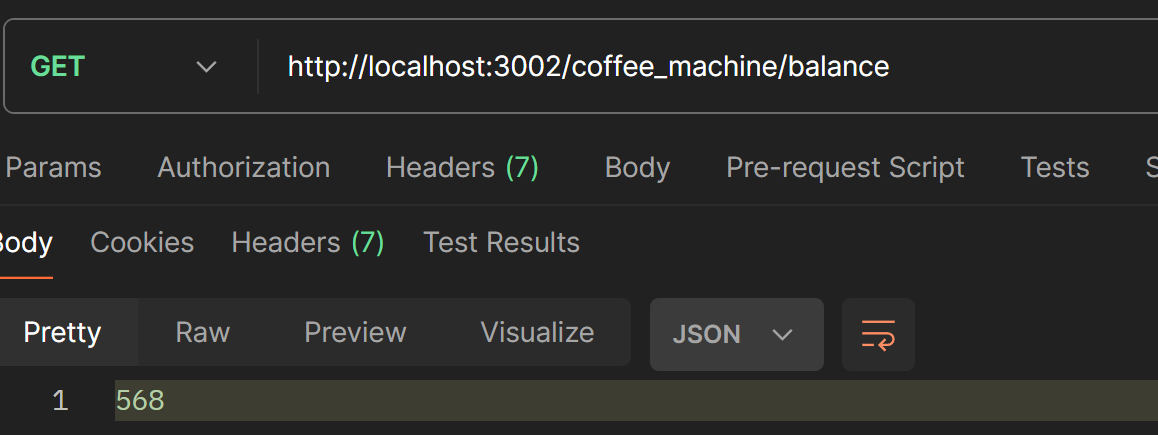 GET http://localhost:3002/coffee_machine/balance
Params Authorization Headers (7) Body Pre-request Script Tests S
Body Cookies Headers (7) Test Results
Pretty Raw Preview Visualize JSON
1 568